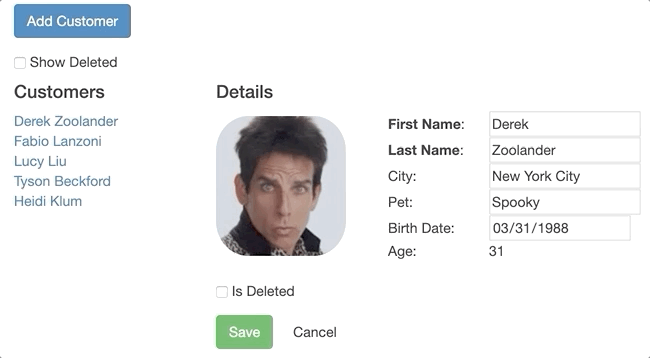 Add Customer
Show Deleted
Customers
Derek Zoolander
Fabio Lanzoni
Lucy Liu
Tyson Beckford
Heidi Klum
Details
First Name: Derek
Last Name: Zoolander
City: New York City
Pet: Spooky
Birth Date: 03/31/1988
Age: 31
Is Deleted
Save Cancel